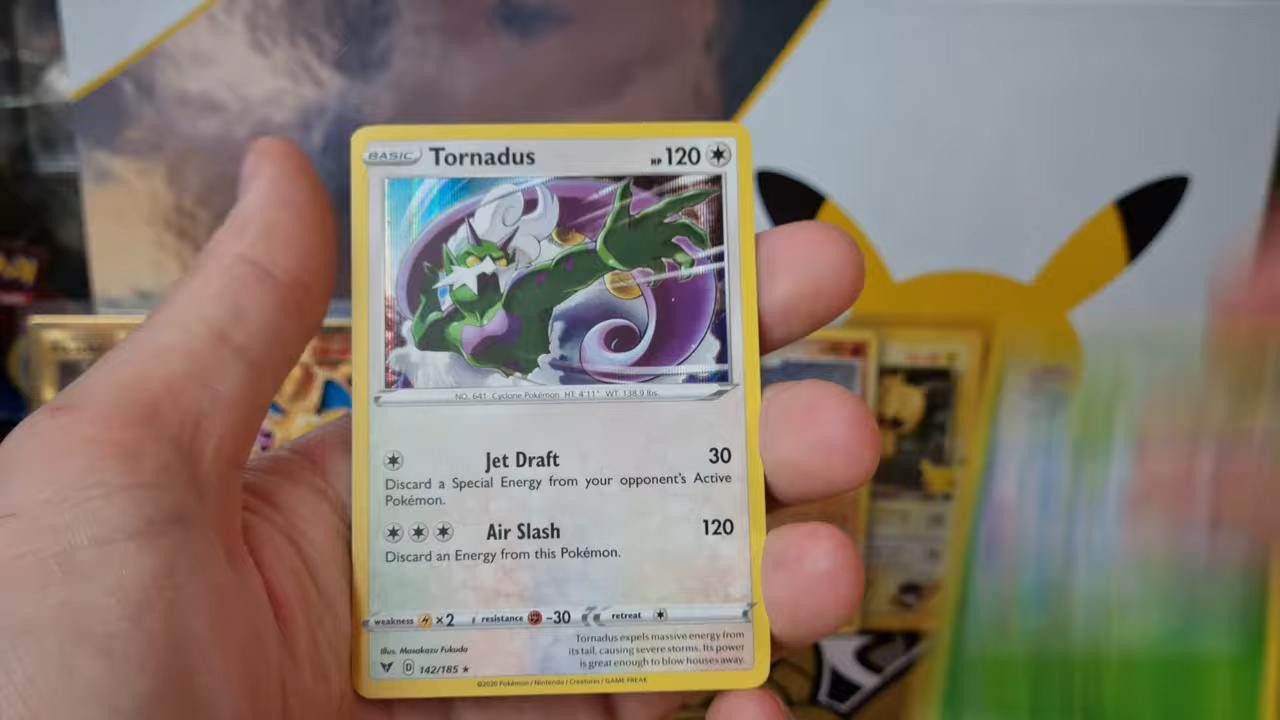 BASIC Tornadus HP 120
NO. 641 Cyclone Pokémon HT: 4'11" WT: 138.9 lbs.
Jet Draft 30
Discard a Special Energy from your opponent's Active
Pokémon.
Air Slash 120
Discard an Energy from this Pokémon.
weakness ×2 resistance -30 retreat
Tornadus expels massive energy from
its tail, causing severe storms. Its power
is great enough to blow houses away.
Illus. Masakazu Fukuda
D 142/185 ★
©2020 Pokémon / Nintendo / Creatures / GAME FREAK